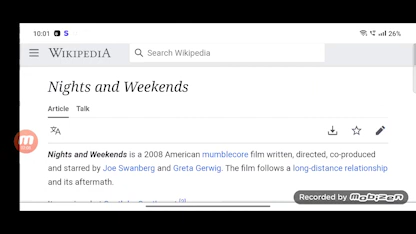 10:01 S 26%
WIKIPEDIA Search Wikipedia
Nights and Weekends
Article Talk
Nights and Weekends is a 2008 American mumblecore film written, directed, co-produced
and starred by Joe Swanberg and Greta Gerwig. The film follows a long-distance relationship
and its aftermath.
Recorded by MOBIZEN